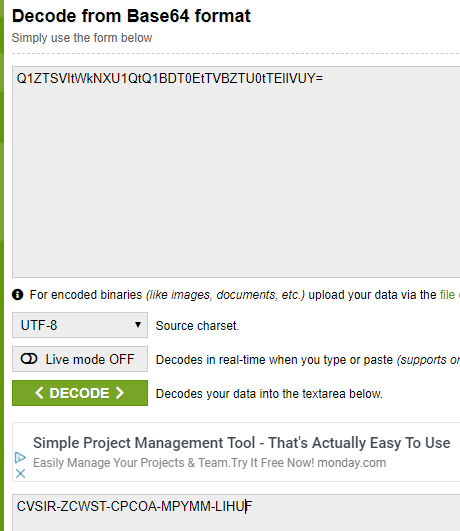 Decode from Base64 format
Simply use the form below
Q1ZTSVItWkNXU1QtQ1BDT0EtTVBZTU0tTElIVUY=
For encoded binaries (like images, documents, etc.) upload your data via the file
UTF-8 Source charset.
Live mode OFF Decodes in real-time when you type or paste (supports
DECODE Decodes your data into the textarea below.
Simple Project Management Tool - That's Actually Easy To Use
Easily Manage Your Projects & Team.Try It Free Now! monday.com
CVSIR-ZCWST-CPCOA-MPYMM-LIHUF